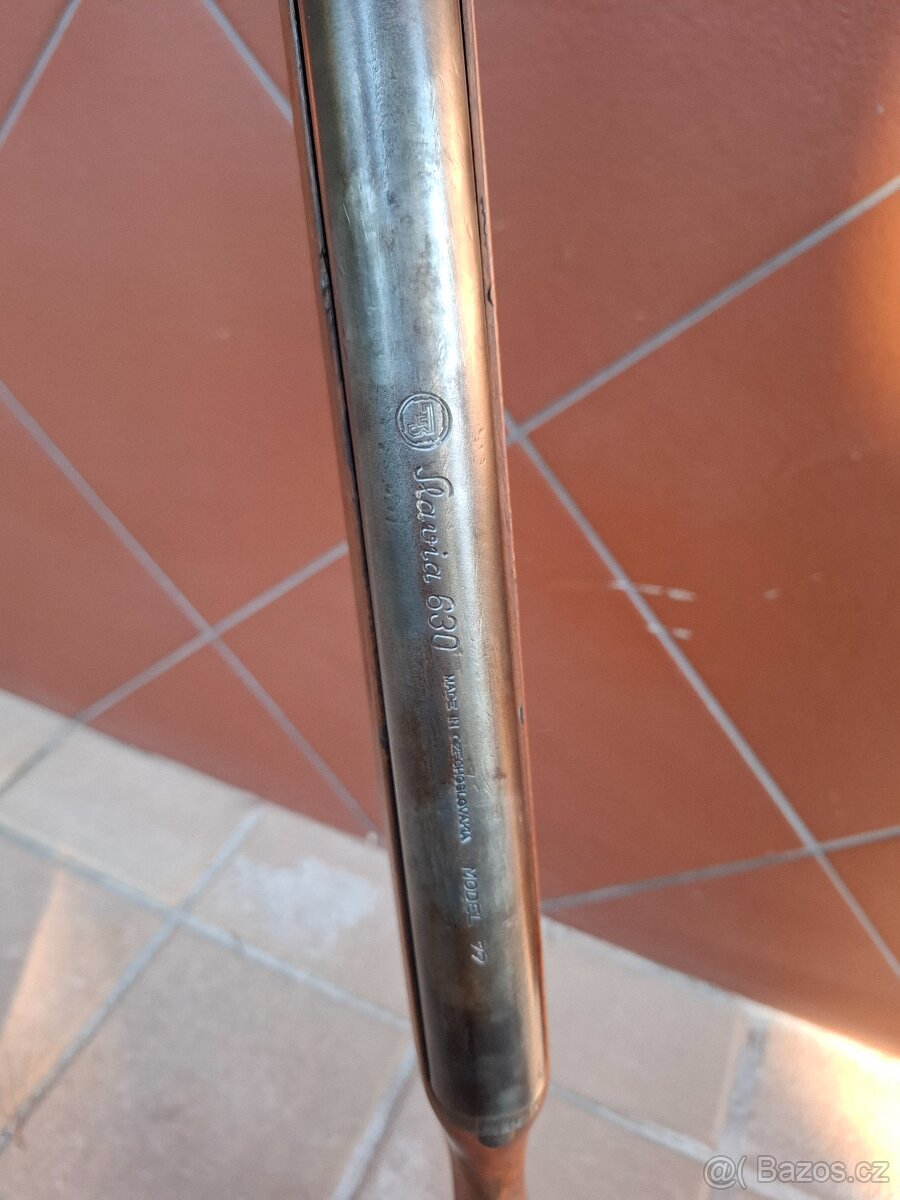 Slavia 630
MADE IN CZECHOSLOVAKIA
MODEL 77
@( Bazos.cz